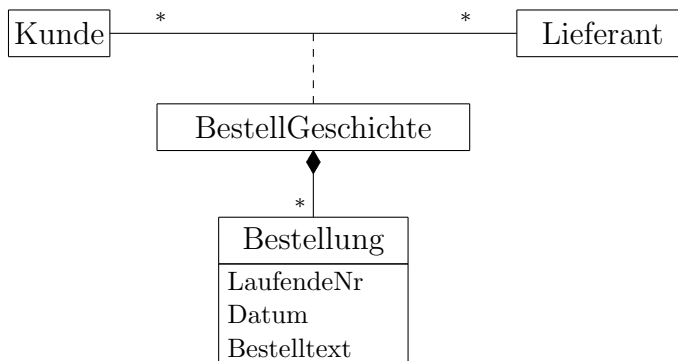 * *
Kunde Lieferant
BestellGeschichte
*
Bestellung
LaufendeNr
Datum
Bestelltext